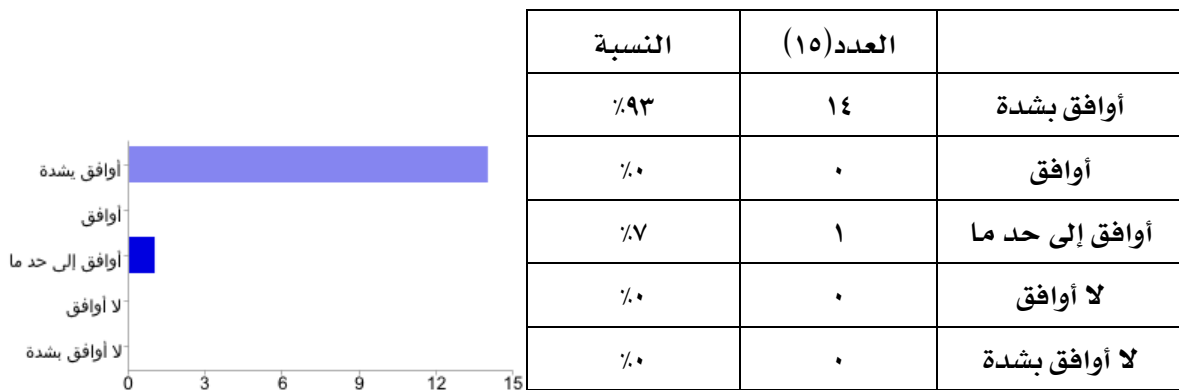 العدد(١٥) النسبة
أوافق بشدة ١٤ ٩٣٪
أوافق ٠ ٠٪
أوافق إلى حد ما ١ ٧٪
لا أوافق ٠ ٠٪
لا أوافق بشدة ٠ ٠٪
أوافق يشدة
أوافق
أوافق إلى حد ما
لا أوافق
لا أوافق بشدة
0 3 6 9 12 15